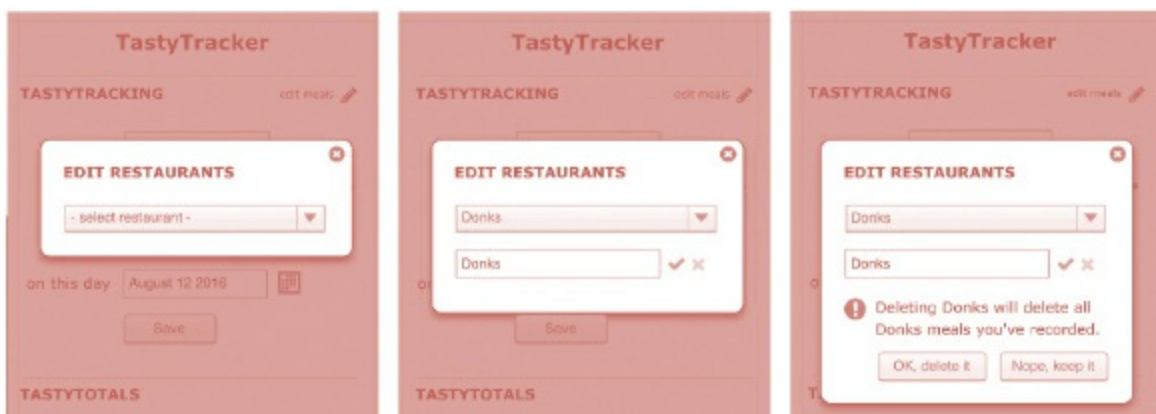 TastyTracker
TASTYTRACKING edit meals
EDIT RESTAURANTS
- select restaurant -
on this day August 12 2016
Save
TASTYTOTALS
TastyTracker
TASTYTRACKING edit meals
EDIT RESTAURANTS
Donks
Donks
Save
TASTYTOTALS
TastyTracker
TASTYTRACKING edit meals
EDIT RESTAURANTS
Donks
Donks
Deleting Donks will delete all
Donks meals you've recorded.
OK, delete it Nope, keep it